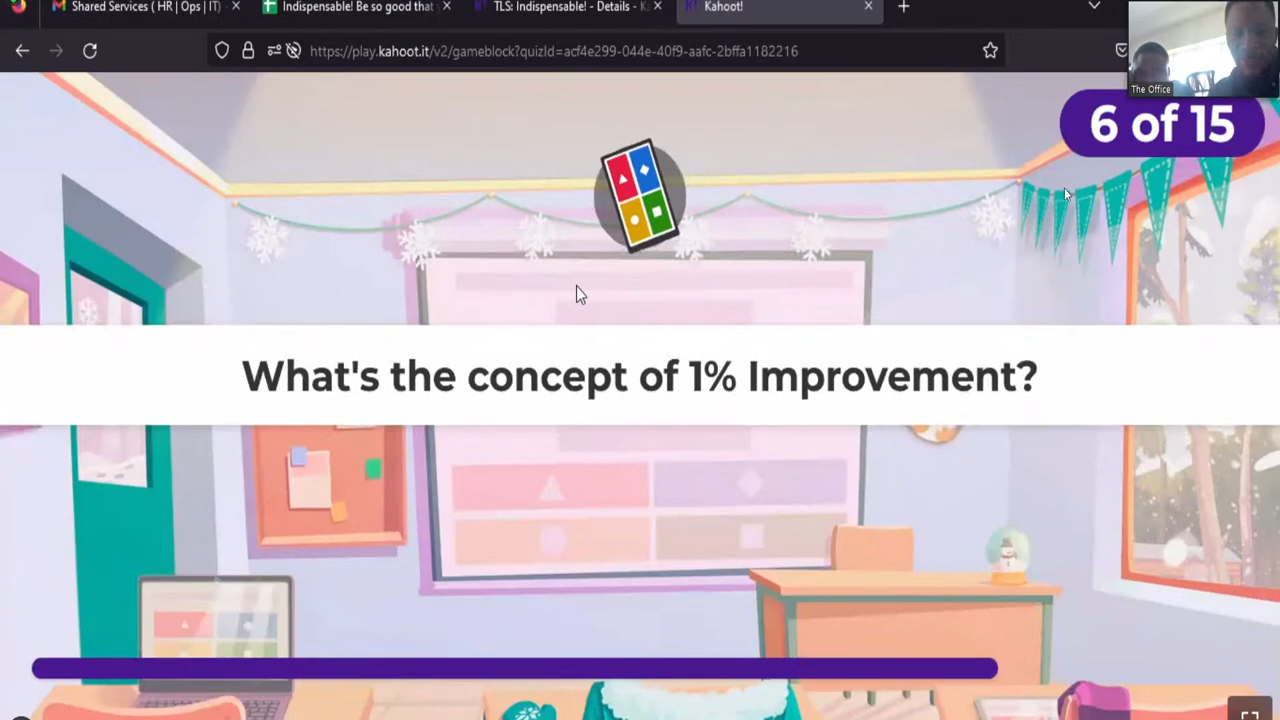 Shared Services ( HR | Ops | IT)
Indispensable! Be so good that
TLS: Indispensable! - Details - Ka
Kahoot!
https://play.kahoot.it/v2/gameblock?quizId=acf4e299-044e-40f9-aafc-2bffa1182216
The Office
6 of 15
What's the concept of 1% Improvement?